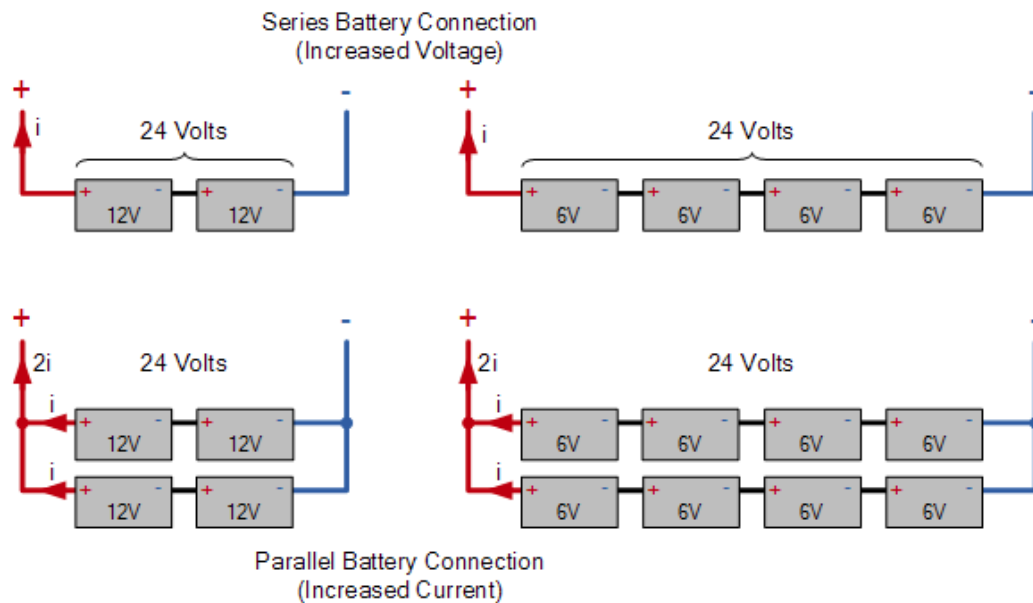 Series Battery Connection
(Increased Voltage)
+ - + -
i 24 Volts i 24 Volts
+ - + - + - + - + - + -
12V 12V 6V 6V 6V 6V
+ - + -
2i 24 Volts 2i 24 Volts
i i
+ - + - + - + - + - + -
12V 12V 6V 6V 6V 6V
i i
+ - + - + - + - + - + -
12V 12V 6V 6V 6V 6V
Parallel Battery Connection
(Increased Current)